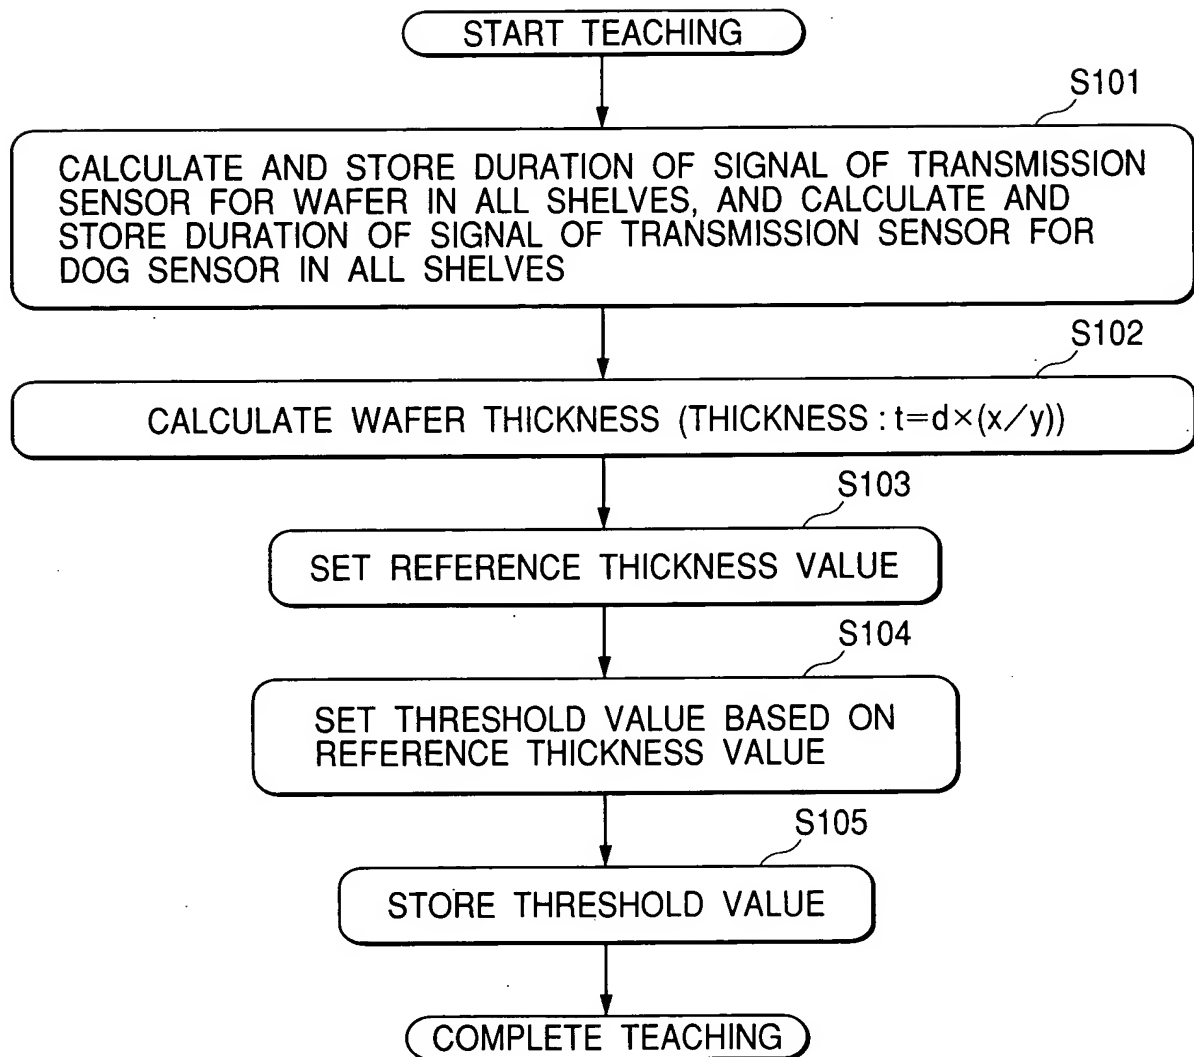 START TEACHING
S101
CALCULATE AND STORE DURATION OF SIGNAL OF TRANSMISSION
SENSOR FOR WAFER IN ALL SHELVES, AND CALCULATE AND
STORE DURATION OF SIGNAL OF TRANSMISSION SENSOR FOR
DOG SENSOR IN ALL SHELVES
S102
CALCULATE WAFER THICKNESS (THICKNESS : t=d×(x/y))
S103
SET REFERENCE THICKNESS VALUE
S104
SET THRESHOLD VALUE BASED ON
REFERENCE THICKNESS VALUE
S105
STORE THRESHOLD VALUE
COMPLETE TEACHING